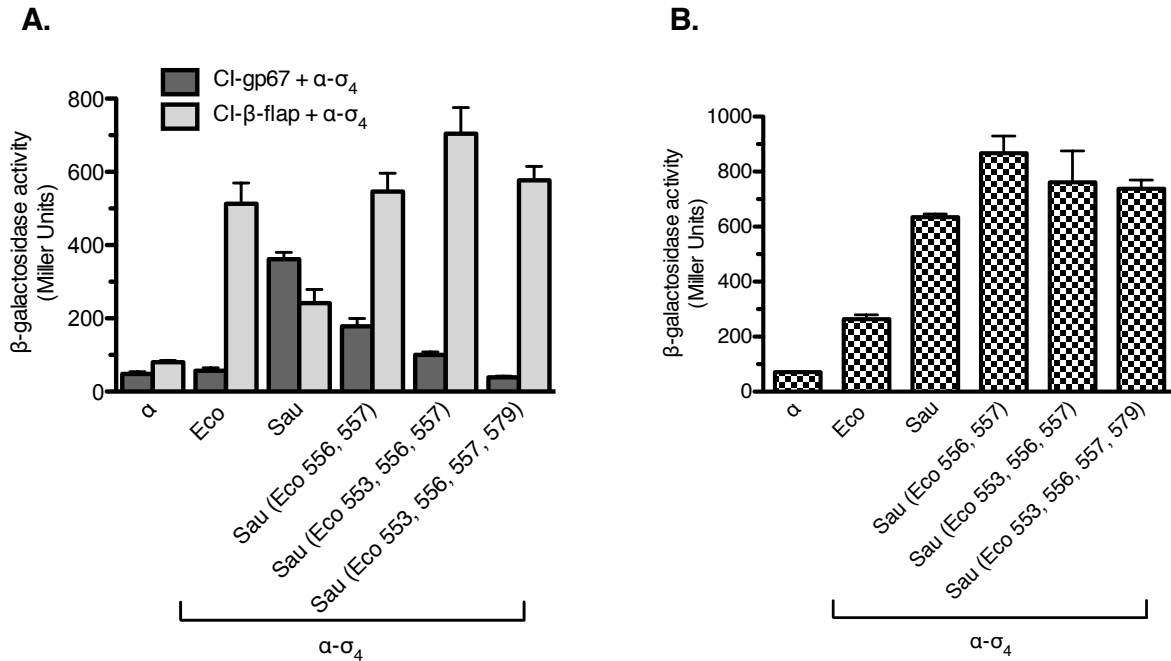 A.
CI-gp67 + α-σ4
CI-β-flap + α-σ4
β-galactosidase activity
(Miller Units)
800
600
400
200
0
α
Eco
Sau
Sau (Eco 556, 557)
Sau (Eco 553, 556, 557)
Sau (Eco 553, 556, 557, 579)
α-σ4
B.
β-galactosidase activity
(Miller Units)
1000
800
600
400
200
0
α
Eco
Sau
Sau (Eco 556, 557)
Sau (Eco 553, 556, 557)
Sau (Eco 553, 556, 557, 579)
α-σ4